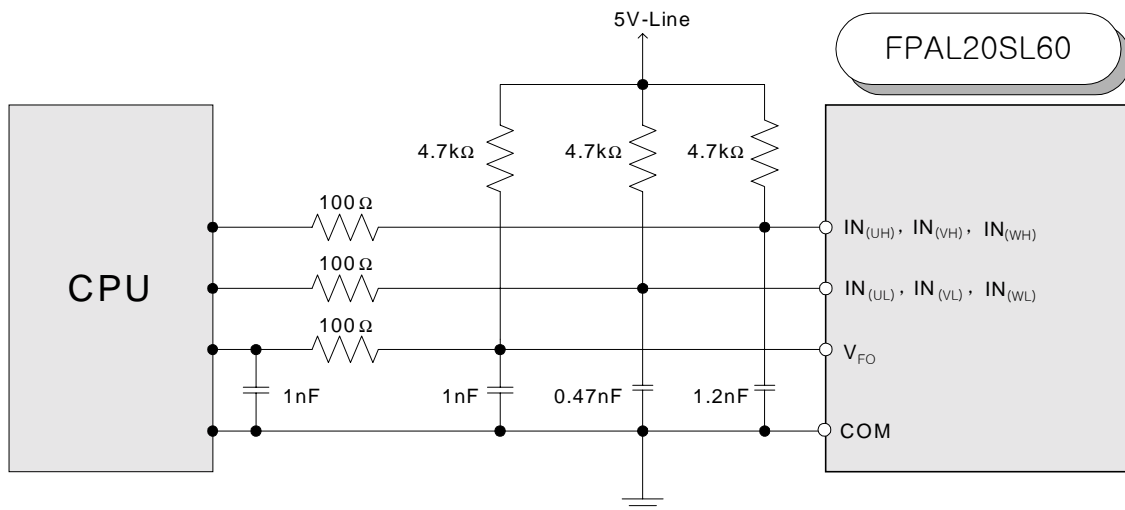 5V-Line
FPAL20SL60
4.7kΩ 4.7kΩ 4.7kΩ
100Ω
IN(UH), IN(VH), IN(WH)
CPU
100Ω
IN(UL), IN(VL), IN(WL)
100Ω
VFO
1nF 1nF 0.47nF 1.2nF
COM